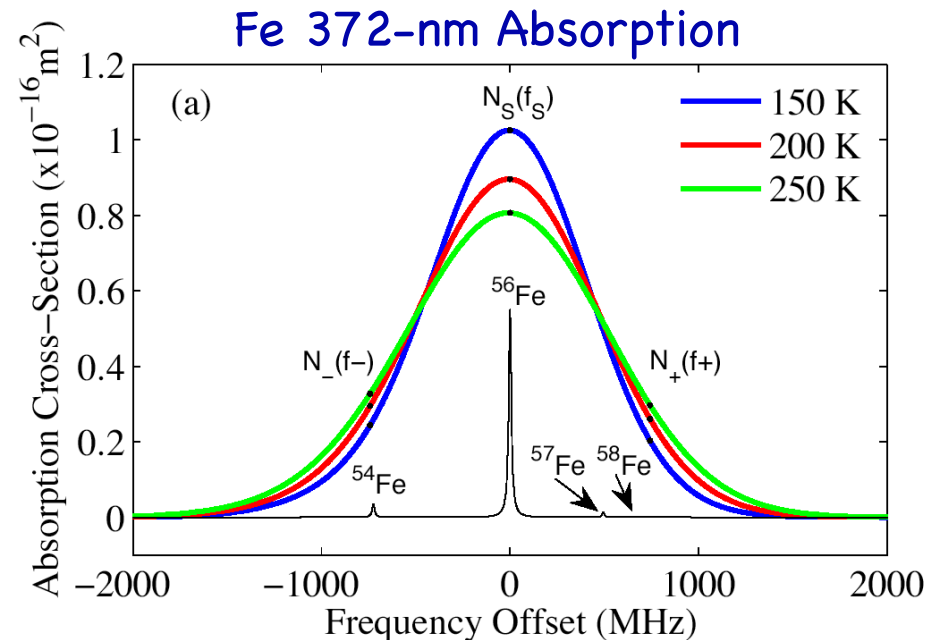 Fe 372-nm Absorption
Absorption Cross-Section (x10⁻¹⁶m²)
1.2
1
0.8
0.6
0.4
0.2
0
(a)
N_S(f_S)
150 K
200 K
250 K
⁵⁶Fe
N_−(f−)
N_+(f+)
⁵⁴Fe
⁵⁷Fe
⁵⁸Fe
−2000
−1000
0
1000
2000
Frequency Offset (MHz)